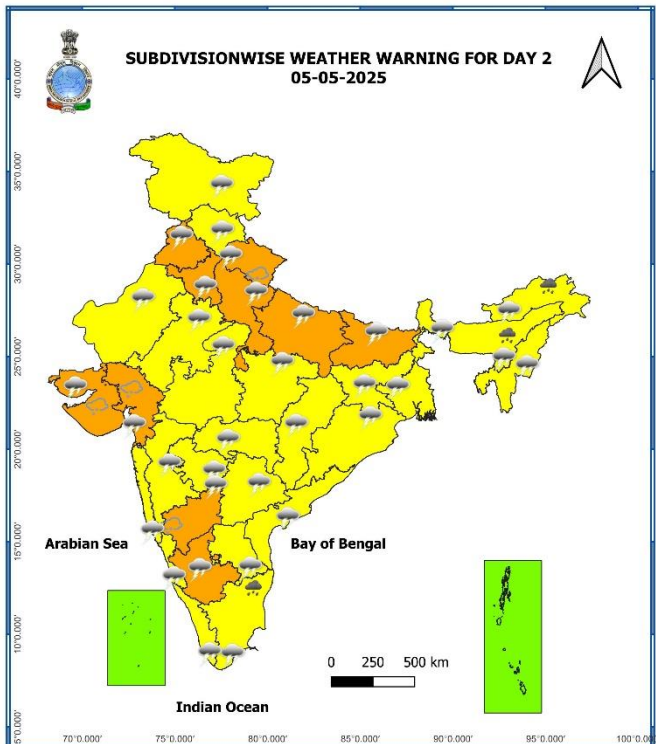 SUBDIVISIONWISE WEATHER WARNING FOR DAY 2
05-05-2025
40°0.000'
35°0.000'
30°0.000'
25°0.000'
20°0.000'
15°0.000'
10°0.000'
5°0.000'
Arabian Sea
Bay of Bengal
0 250 500 km
Indian Ocean
70°0.000' 75°0.000' 80°0.000' 85°0.000' 90°0.000' 95°0.000' 100°0.000'